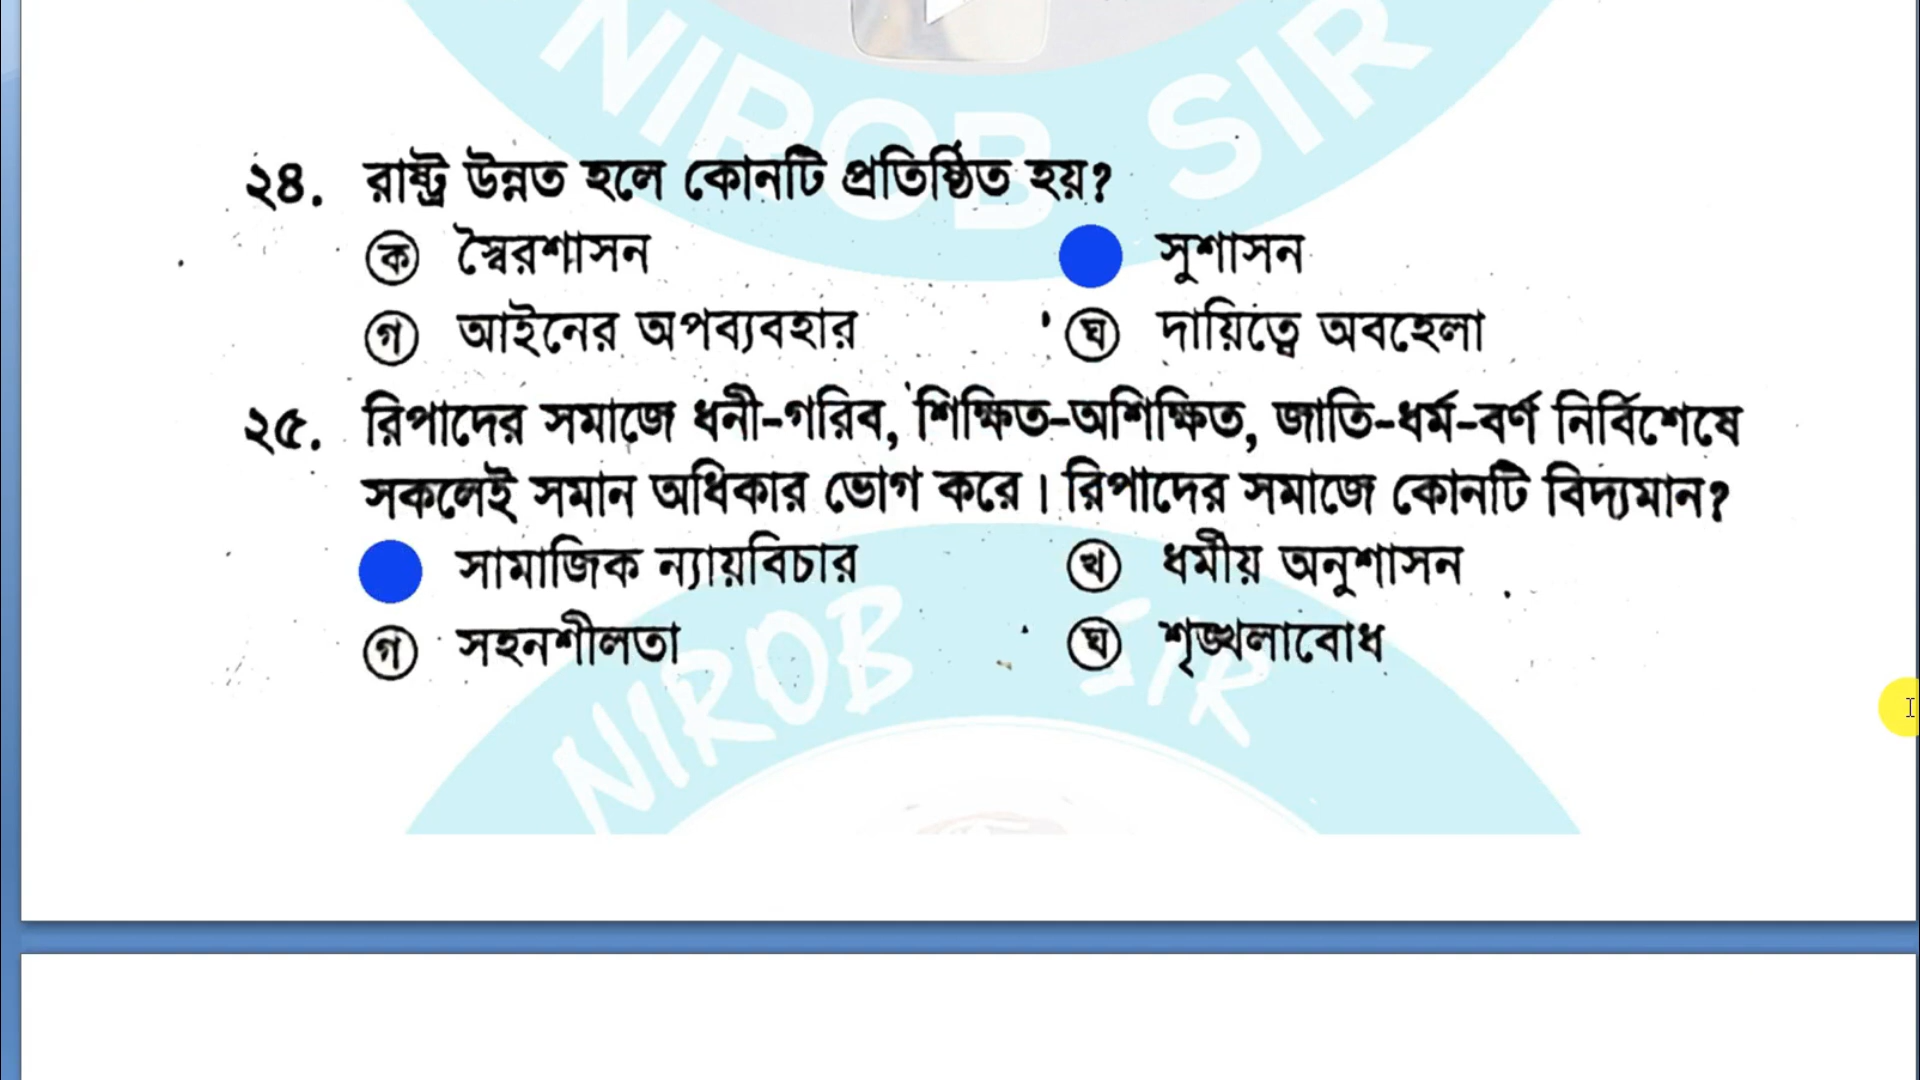 NIROB SIR
২৪. রাষ্ট্র উন্নত হলে কোনটি প্রতিষ্ঠিত হয়?
ক স্বৈরশাসন সুশাসন
গ আইনের অপব্যবহার ঘ দায়িত্বে অবহেলা
২৫. রিপাদের সমাজে ধনী-গরিব, শিক্ষিত-অশিক্ষিত, জাতি-ধর্ম-বর্ণ নির্বিশেষে
সকলেই সমান অধিকার ভোগ করে। রিপাদের সমাজে কোনটি বিদ্যমান?
সামাজিক ন্যায়বিচার খ ধর্মীয় অনুশাসন
গ সহনশীলতা ঘ শৃঙ্খলাবোধ
NIROB SIR